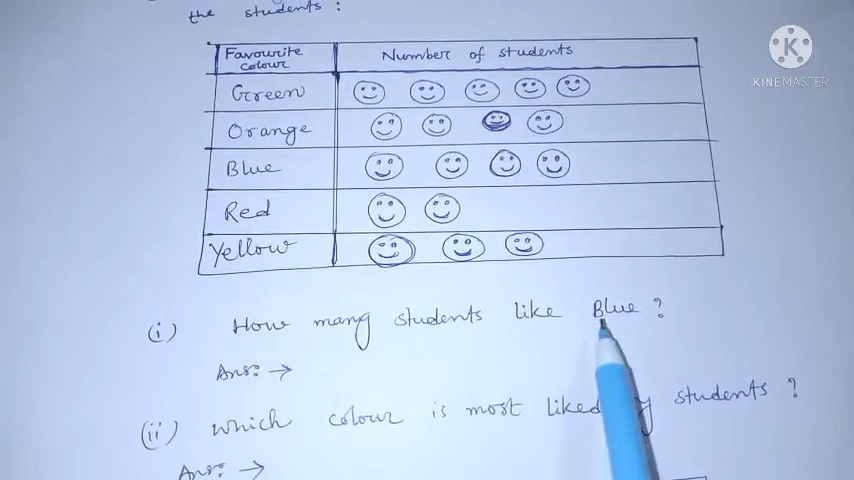 the students :
K
KINEMASTER
Favourite colour Number of students
Green
Orange
Blue
Red
Yellow
(i) How many students like Blue ?
Ans: →
(ii) Which colour is most liked y students ?
Ans: →